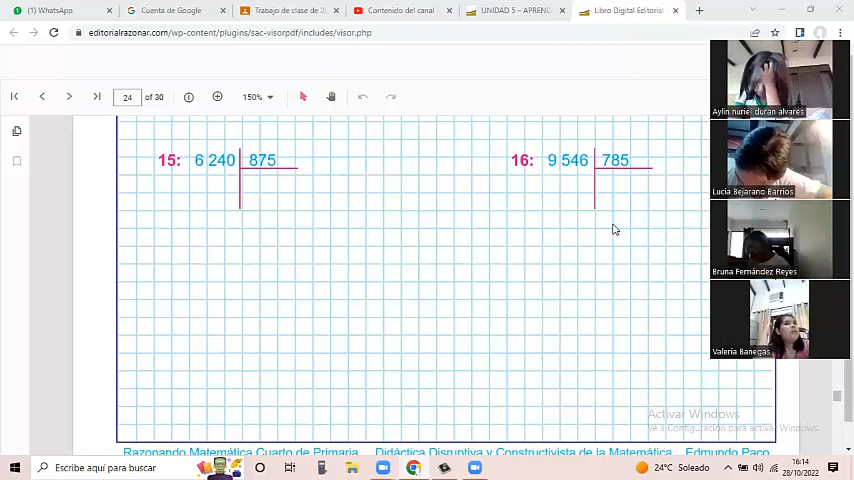 (1) WhatsApp
Cuenta de Google
Trabajo de clase de 2
Contenido del canal
UNIDAD 5 – APREN
Libro Digital Editorial
editorialrazonar.com/wp-content/plugins/sac-visorpdf/includes/visor.php
24 of 30
150%
15: 6 240 875
16: 9 546 785
Aylin nuriel duran alvares
Lucia Bejarano Barrios
Bruna Fernández Reyes
Valeria Banegas
Activar Windows
Ve a Configuración para activar Windows.
Razonando Matemática Cuarto de Primaria Didáctica Disruptiva y Constructivista de la Matemática Edmundo Paco
Escribe aquí para buscar
24°C Soleado
16:14
28/10/2022